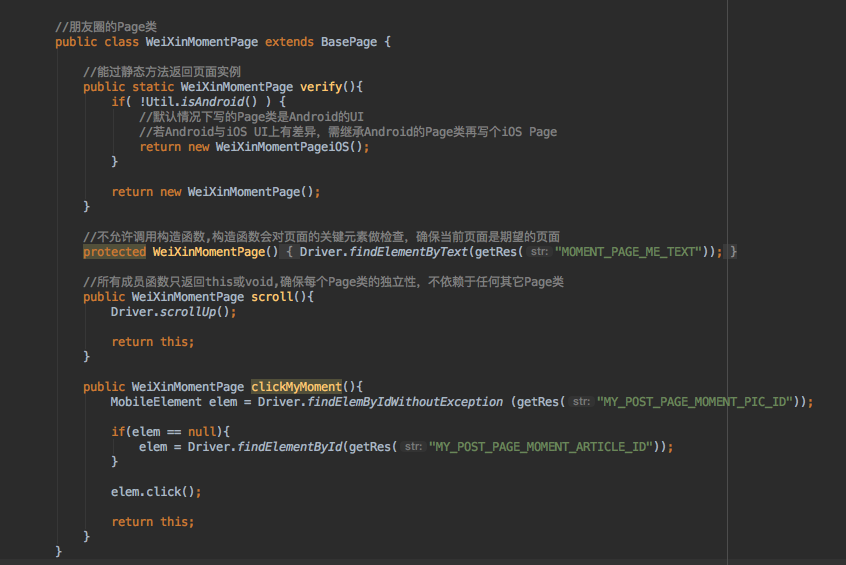 //朋友圈的Page类
public class WeiXinMomentPage extends BasePage {
//能过静态方法返回页面实例
public static WeiXinMomentPage verify(){
if( !Util.isAndroid() ) {
//默认情况下写的Page类是Android的UI
//若Android与iOS UI上有差异，需继承Android的Page类再写个iOS Page
return new WeiXinMomentPageiOS();
}
return new WeiXinMomentPage();
}
//不允许调用构造函数,构造函数会对页面的关键元素做检查，确保当前页面是期望的页面
protected WeiXinMomentPage() { Driver.findElementByText(getRes( str: "MOMENT_PAGE_ME_TEXT")); }
//所有成员函数只返回this或void,确保每个Page类的独立性，不依赖于任何其它Page类
public WeiXinMomentPage scroll(){
Driver.scrollUp();
return this;
}
public WeiXinMomentPage clickMyMoment(){
MobileElement elem = Driver.findElemByIdWithoutException (getRes( str: "MY_POST_PAGE_MOMENT_PIC_ID"));
if(elem == null){
elem = Driver.findElementById(getRes( str: "MY_POST_PAGE_MOMENT_ARTICLE_ID"));
}
elem.click();
return this;
}
}